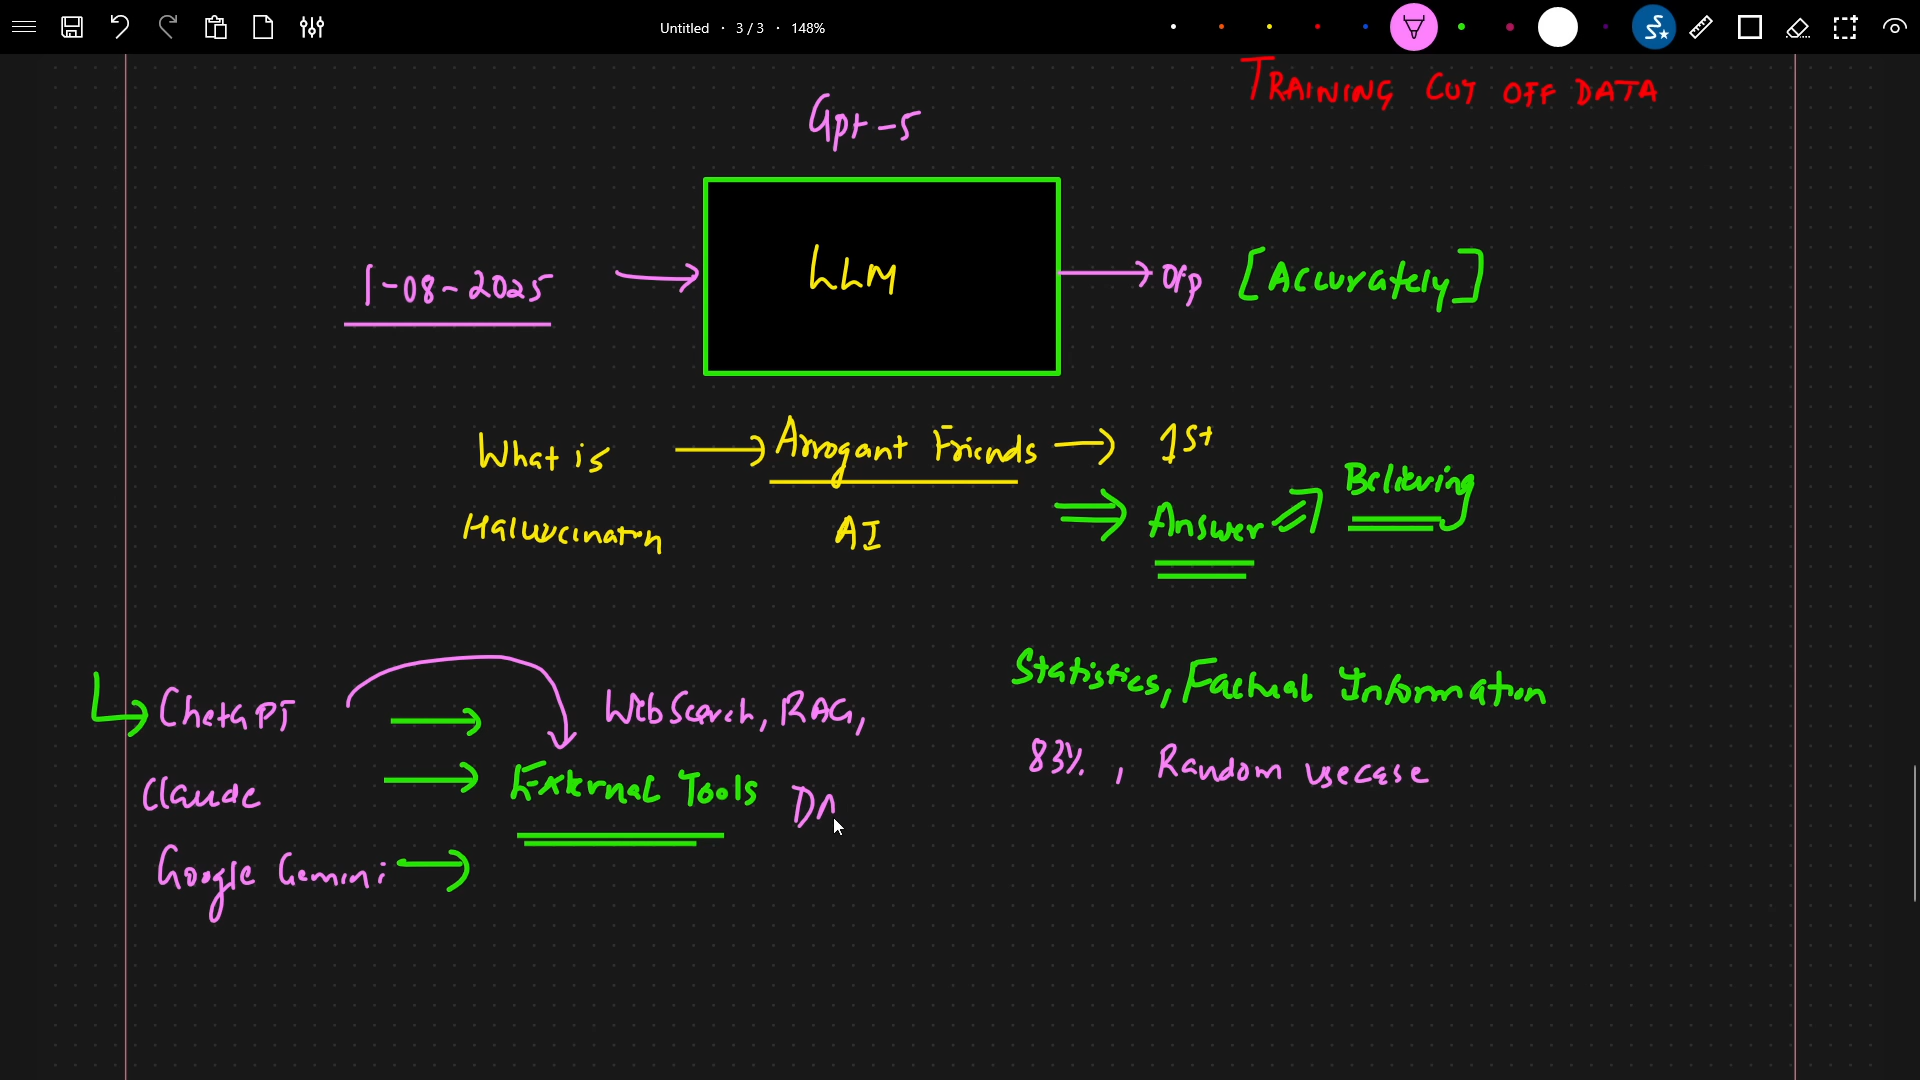 Untitled · 3 / 3 · 148%
TRAINING CUT OFF DATA
Gpt-5
1-08-2025
LLM
O/p [Accurately]
What is Arrogant Friends 1st
Hallucination AI Answer Believing
Statistics, Factual Information
ChatGPT WebSearch, RAG,
83%, Random usecase
Claude External Tools DA
Google Gemini